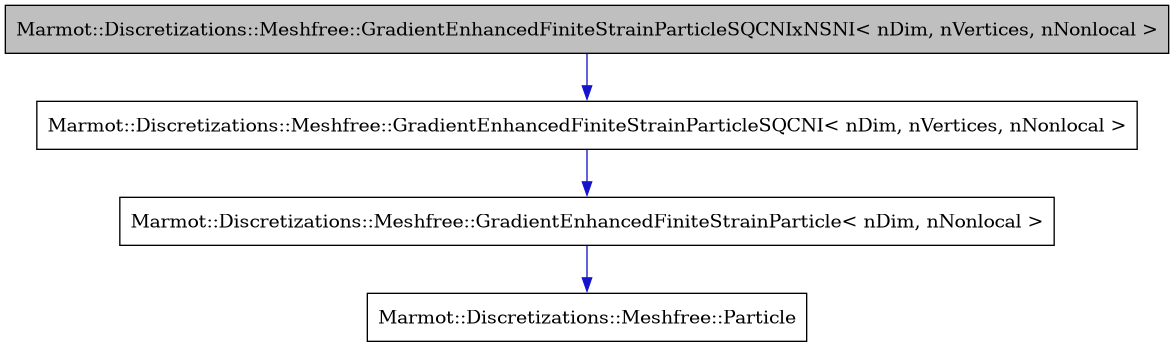 Marmot::Discretizations::Meshfree::GradientEnhancedFiniteStrainParticleSQCNIxNSNI< nDim, nVertices, nNonlocal >
Marmot::Discretizations::Meshfree::GradientEnhancedFiniteStrainParticleSQCNI< nDim, nVertices, nNonlocal >
Marmot::Discretizations::Meshfree::GradientEnhancedFiniteStrainParticle< nDim, nNonlocal >
Marmot::Discretizations::Meshfree::Particle